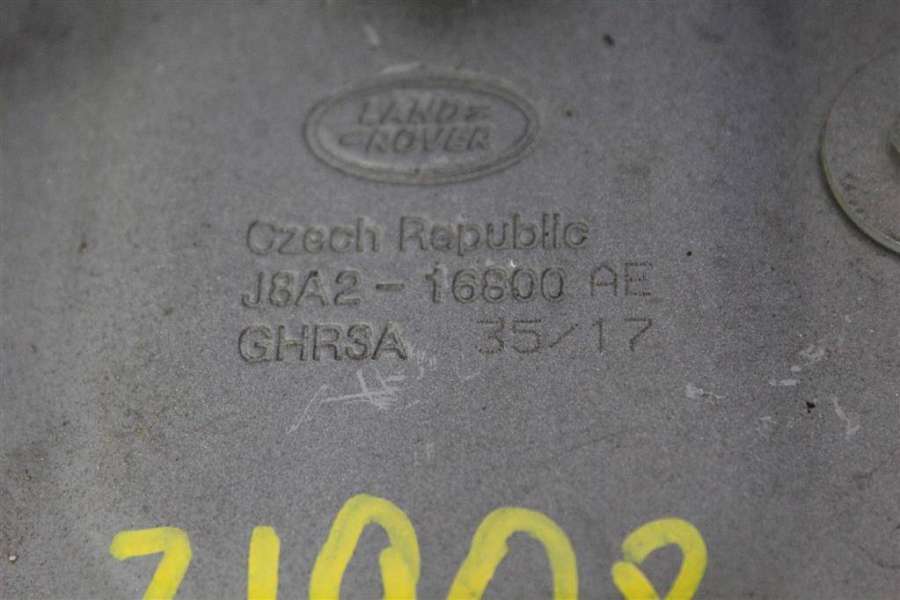 LAND
ROVER
Czech Republic
J8A2-16800 AE
GHR3A 35/17